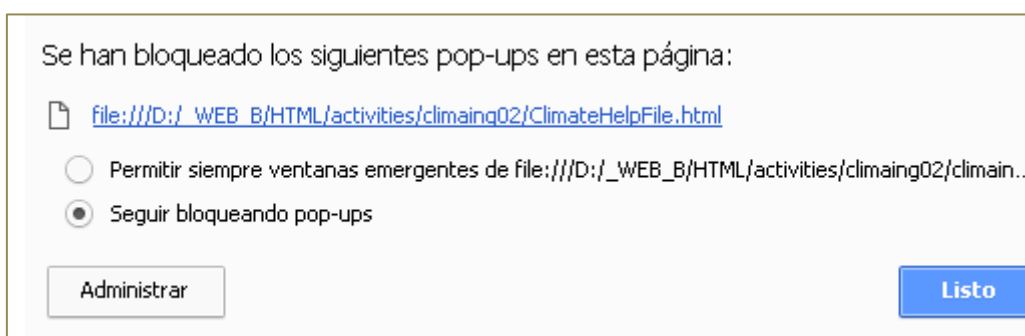 Se han bloqueado los siguientes pop-ups en esta página:
file:///D:/_WEB_B/HTML/activities/climaing02/ClimateHelpFile.html
Permitir siempre ventanas emergentes de file:///D:/_WEB_B/HTML/activities/climaing02/climain...
Seguir bloqueando pop-ups
Administrar
Listo